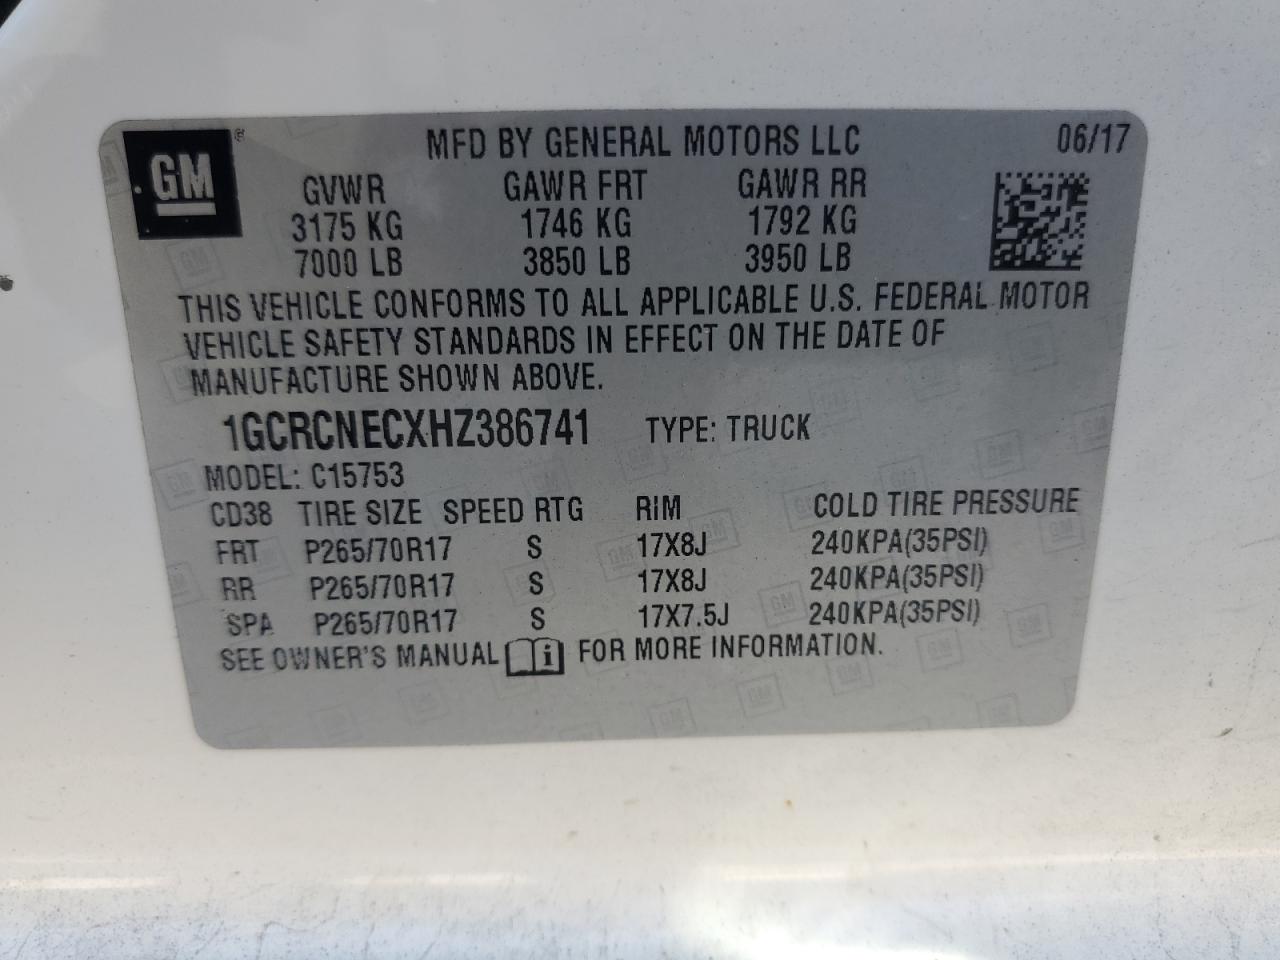 GM ® MFD BY GENERAL MOTORS LLC 06/17
GVWR GAWR FRT GAWR RR
3175 KG 1746 KG 1792 KG
7000 LB 3850 LB 3950 LB
THIS VEHICLE CONFORMS TO ALL APPLICABLE U.S. FEDERAL MOTOR
VEHICLE SAFETY STANDARDS IN EFFECT ON THE DATE OF
MANUFACTURE SHOWN ABOVE.
1GCRCNECXHZ386741 TYPE: TRUCK
MODEL: C15753
CD38 TIRE SIZE SPEED RTG RIM COLD TIRE PRESSURE
FRT P265/70R17 S 17X8J 240KPA(35PSI)
RR P265/70R17 S 17X8J 240KPA(35PSI)
SPA P265/70R17 S 17X7.5J 240KPA(35PSI)
SEE OWNER'S MANUAL i FOR MORE INFORMATION.